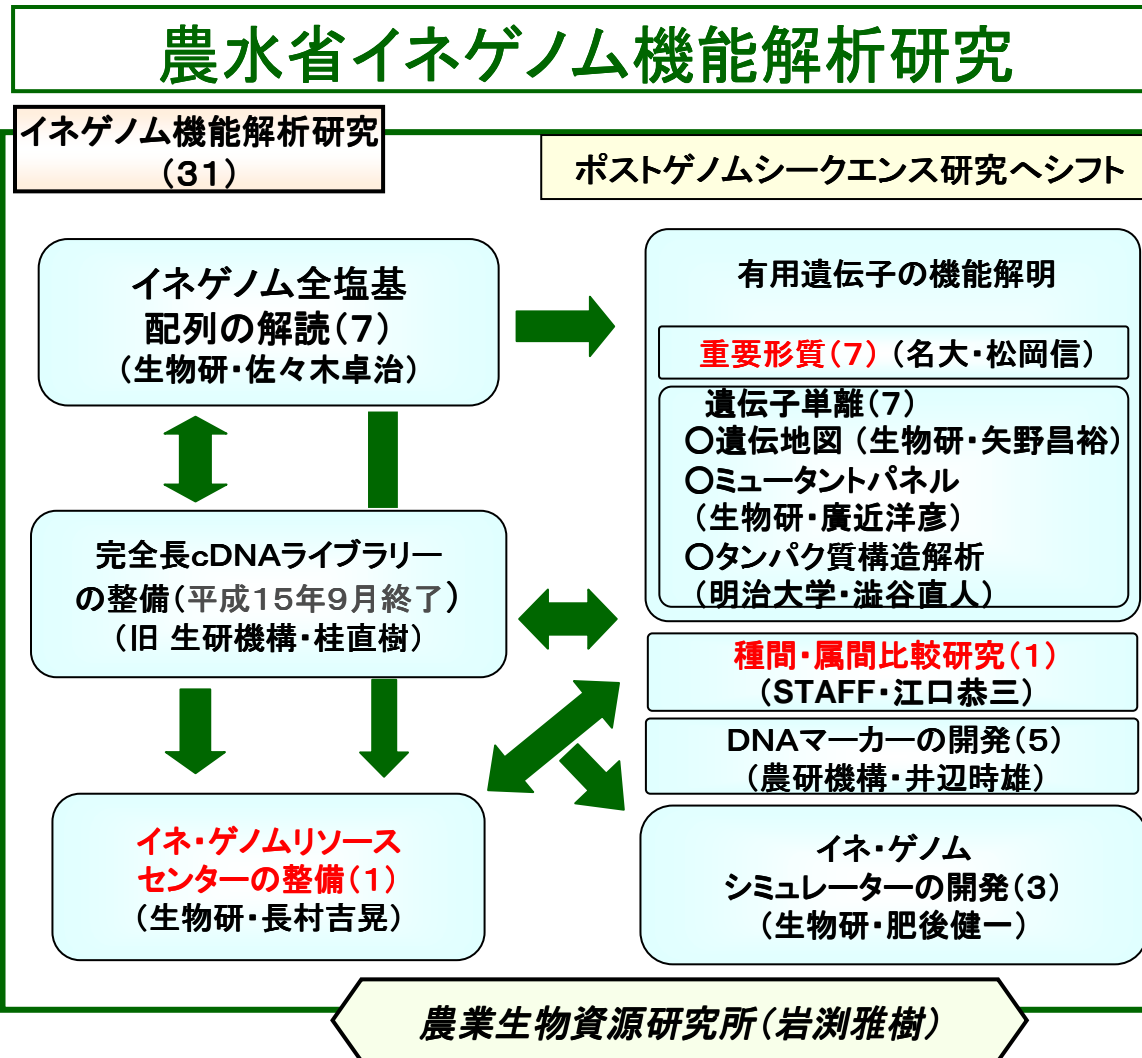 農水省イネゲノム機能解析研究
イネゲノム機能解析研究
(31)
ポストゲノムシークエンス研究へシフト
イネゲノム全塩基
配列の解読(7)
(生物研・佐々木卓治)
完全長cDNAライブラリー
の整備(平成15年9月終了)
(旧 生研機構・桂直樹)
イネ・ゲノムリソース
センターの整備(1)
(生物研・長村吉晃)
有用遺伝子の機能解明
重要形質(7) (名大・松岡信)
遺伝子単離(7)
○遺伝地図 (生物研・矢野昌裕)
○ミュータントパネル
(生物研・廣近洋彦)
○タンパク質構造解析
(明治大学・澁谷直人)
種間・属間比較研究(1)
(STAFF・江口恭三)
DNAマーカーの開発(5)
(農研機構・井辺時雄)
イネ・ゲノム
シミュレーターの開発(3)
(生物研・肥後健一)
農業生物資源研究所(岩渕雅樹)